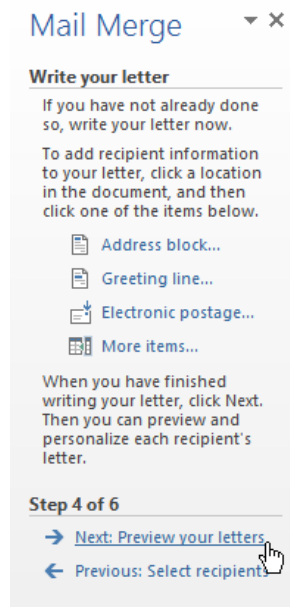 Mail Merge
Write your letter
If you have not already done
so, write your letter now.
To add recipient information
to your letter, click a location
in the document, and then
click one of the items below.
Address block...
Greeting line...
Electronic postage...
More items...
When you have finished
writing your letter, click Next.
Then you can preview and
personalize each recipient's
letter.
Step 4 of 6
Next: Preview your letters
Previous: Select recipients